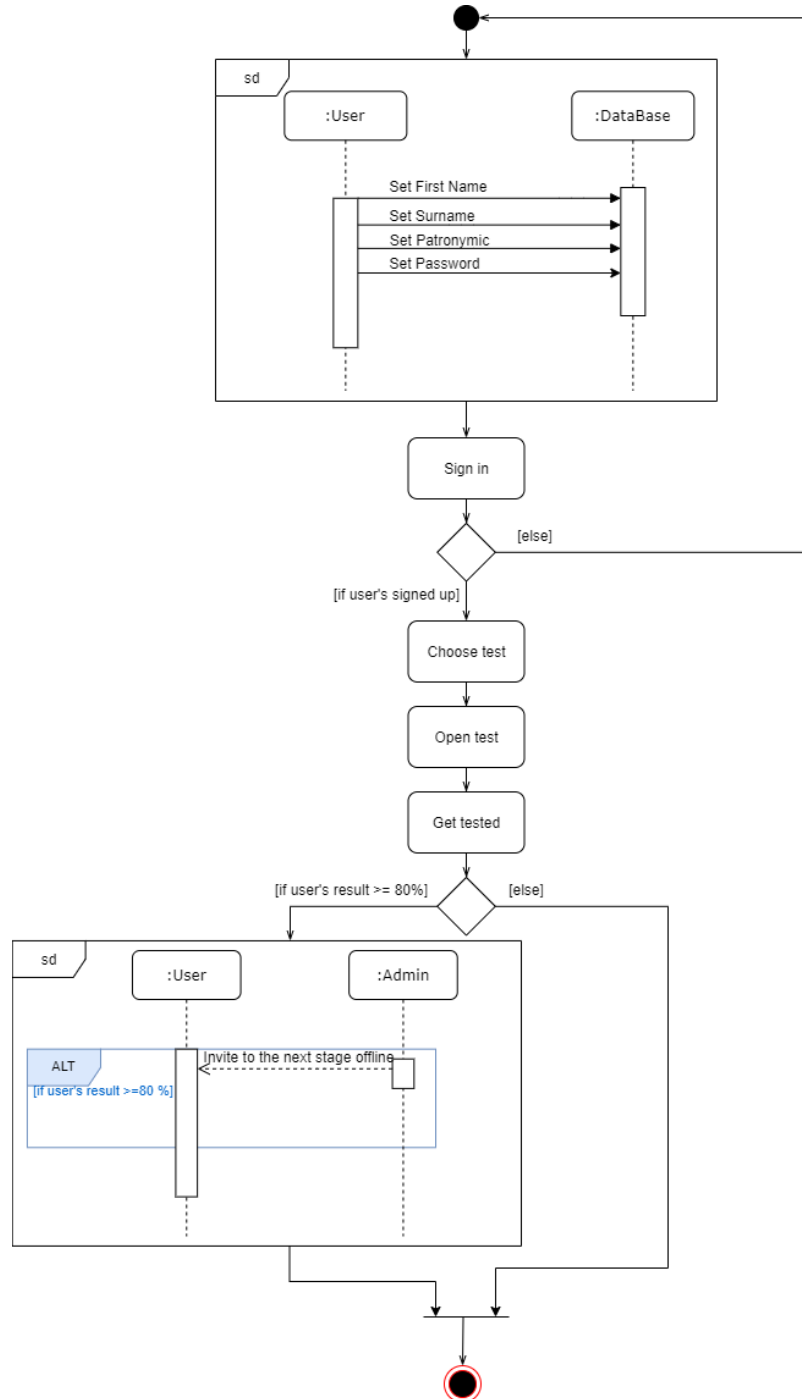 sd
:User
:DataBase
Set First Name
Set Surname
Set Patronymic
Set Password
Sign in
[else]
[if user's signed up]
Choose test
Open test
Get tested
[if user's result >= 80%]
[else]
sd
:User
:Admin
Invite to the next stage offline
ALT
[if user's result >=80 %]